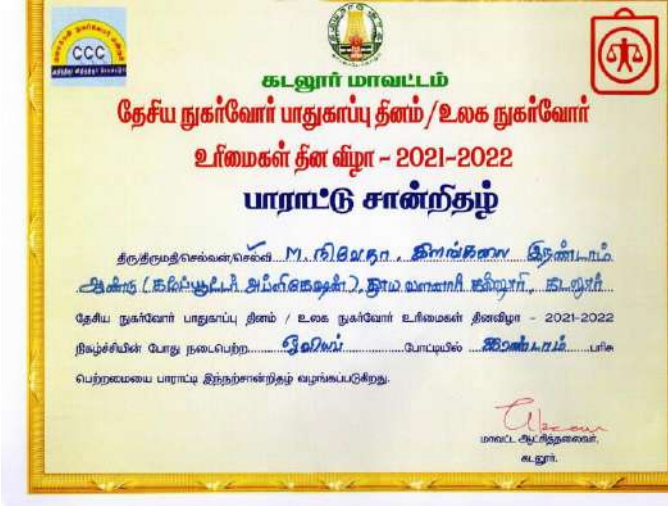 CCC
கடலூர் மாவட்டம்
தேசிய நுகர்வோர் பாதுகாப்பு தினம் / உலக நுகர்வோர்
உரிமைகள் தின விழா - 2021-2022
பாராட்டு சான்றிதழ்
திரு/திருமதி/செல்வன்/செல்வி M. நிவேதா, இளங்கலை இரண்டாம்
ஆண்டு (கம்ப்யூட்டர் அப்ளிகேஷன்), தூய வளனார் கல்லூரி, கடலூர்
தேசிய நுகர்வோர் பாதுகாப்பு தினம் / உலக நுகர்வோர் உரிமைகள் தினவிழா - 2021-2022
நிகழ்ச்சியின் போது நடைபெற்ற ஓவியப் போட்டியில் இரண்டாம் பரிசு
பெற்றமையை பாராட்டி இந்நற்சான்றிதழ் வழங்கப்படுகிறது.
மாவட்ட ஆட்சித்தலைவர்,
கடலூர்.